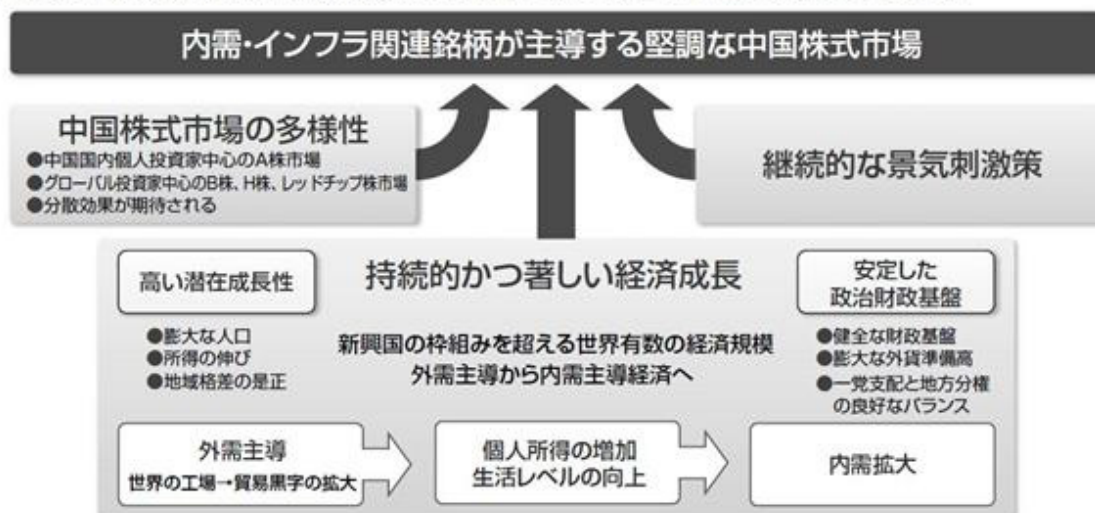 内需・インフラ関連銘柄が主導する堅調な中国株式市場
中国株式市場の多様性
●中国国内個人投資家中心のA株市場
●グローバル投資家中心のB株、H株、レッドチップ株市場
●分散効果が期待される
継続的な景気刺激策
高い潜在成長性
●膨大な人口
●所得の伸び
●地域格差の是正
持続的かつ著しい経済成長
新興国の枠組みを超える世界有数の経済規模
外需主導から内需主導経済へ
安定した
政治財政基盤
●健全な財政基盤
●膨大な外貨準備高
●一党支配と地方分権
の良好なバランス
外需主導
世界の工場→貿易黒字の拡大
個人所得の増加
生活レベルの向上
内需拡大